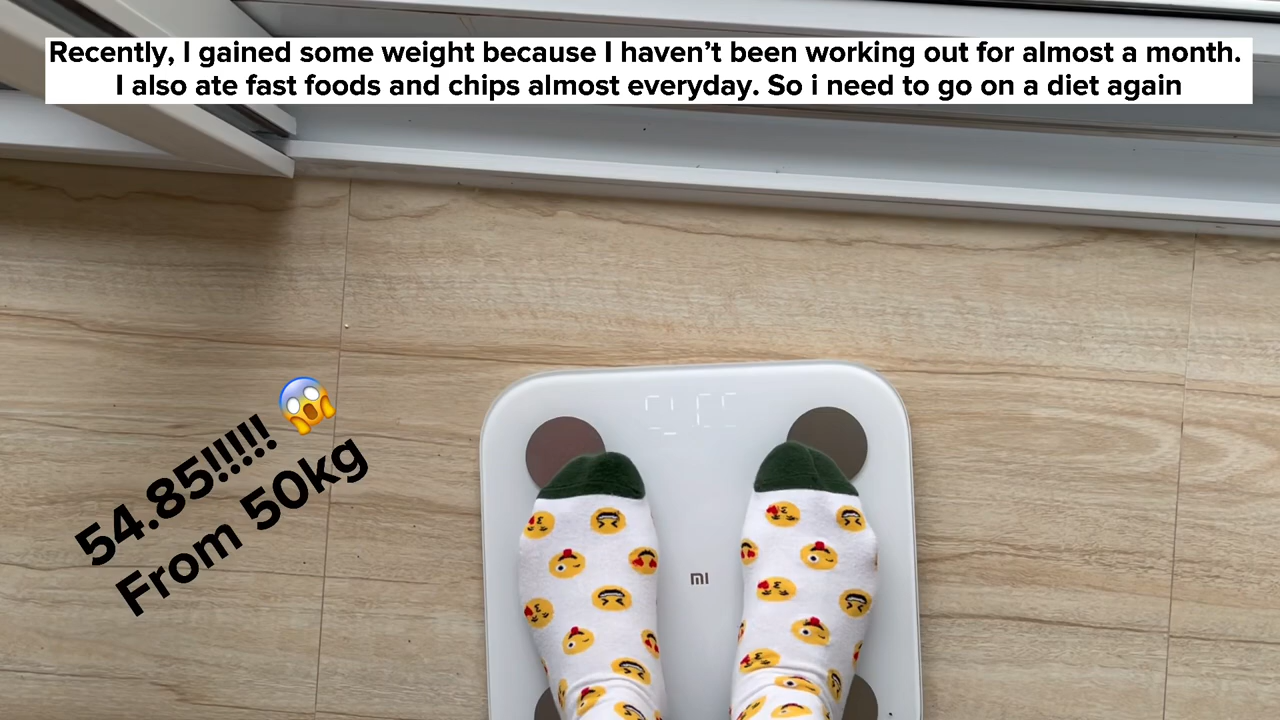 Recently, I gained some weight because I haven’t been working out for almost a month.
I also ate fast foods and chips almost everyday. So i need to go on a diet again
54.85!!!!! 😱
From 50kg
mi